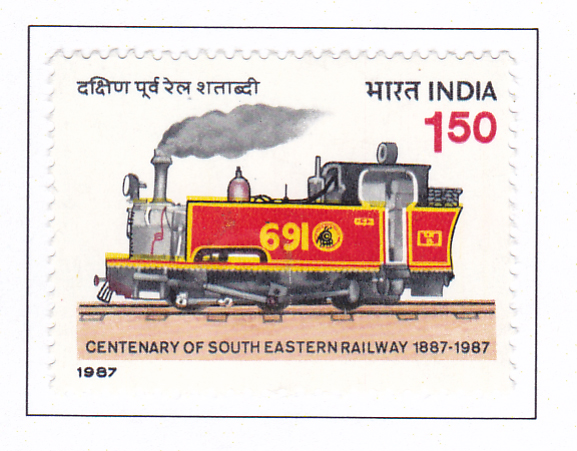 दक्षिण पूर्व रेल शताब्दी
भारत INDIA
150
691
CENTENARY OF SOUTH EASTERN RAILWAY 1887-1987
1987